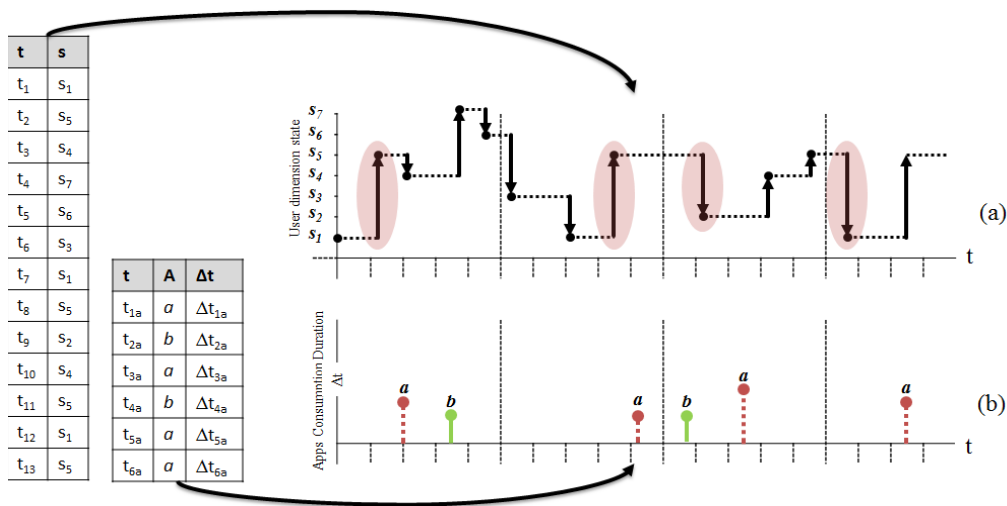 t s
t1 s1
t2 s5
t3 s4
t4 s7
t5 s6
t6 s3
t7 s1
t8 s5
t9 s2
t10 s4
t11 s5
t12 s1
t13 s5
t A Δt
t1a a Δt1a
t2a b Δt2a
t3a a Δt3a
t4a b Δt4a
t5a a Δt5a
t6a a Δt6a
User dimension state
s7
s6
s5
s4
s3
s2
s1
t
(a)
Apps Consumption Duration
Δt
a
b
a
b
a
a
t
(b)